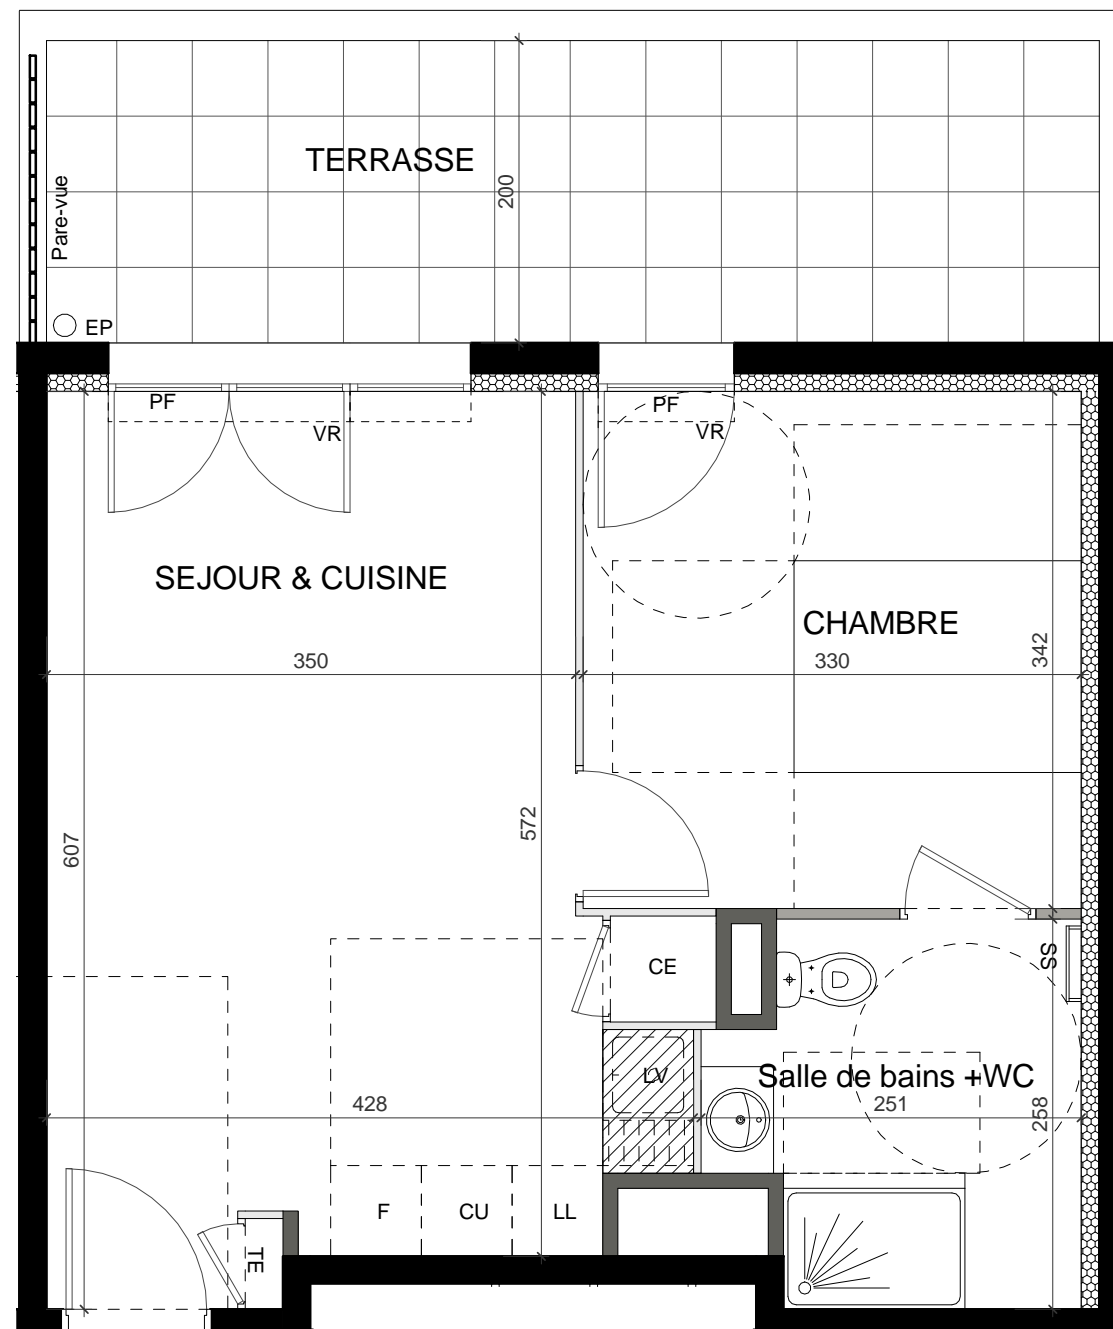 TERRASSE
200
Pare-vue
EP
PF
VR
PF
VR
SEJOUR & CUISINE
CHAMBRE
350
330
342
607
572
CE
SS
LV
Salle de bains +WC
428
251
258
F
CU
LL
TE